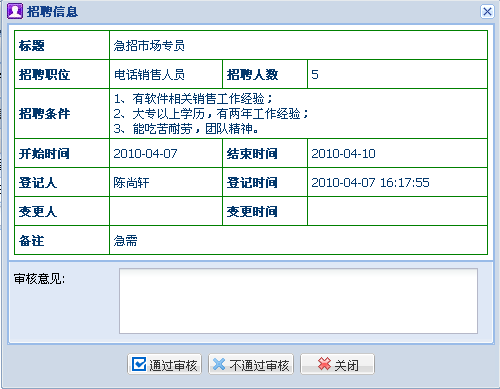 招聘信息
标题 急招市场专员
招聘职位 电话销售人员 招聘人数 5
招聘条件
1、有软件相关销售工作经验；
2、大专以上学历，有两年工作经验；
3、能吃苦耐劳，团队精神。
开始时间 2010-04-07 结束时间 2010-04-10
登记人 陈尚轩 登记时间 2010-04-07 16:17:55
变更人 变更时间
备注 急需
审核意见:
通过审核 不通过审核 关闭